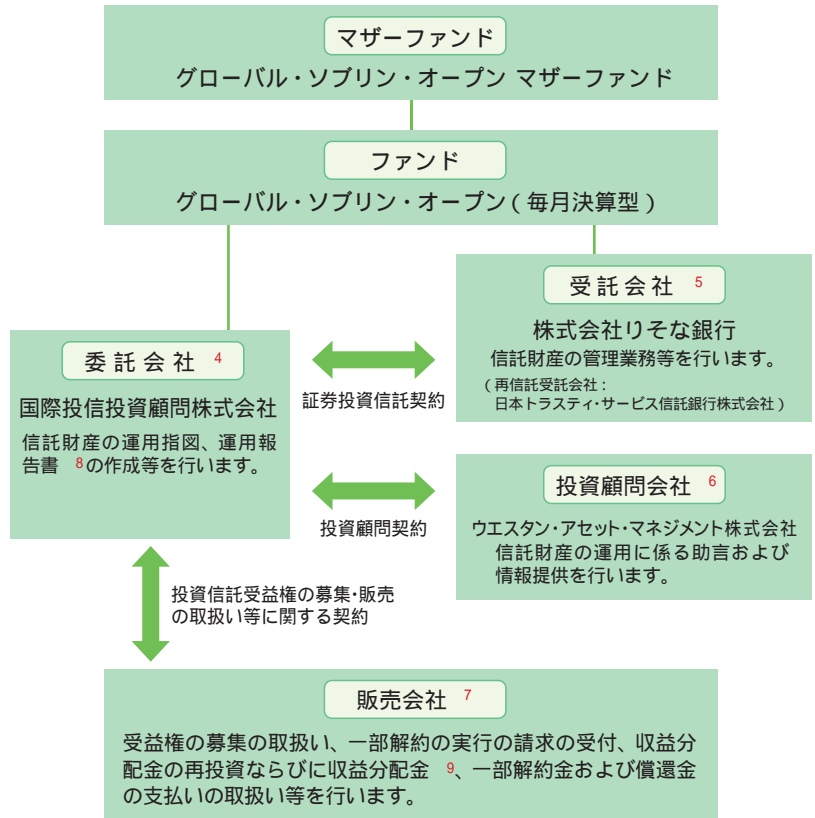 マザーファンド
グローバル・ソブリン・オープン マザーファンド
ファンド
グローバル・ソブリン・オープン(毎月決算型)
受託会社 5
株式会社りそな銀行
信託財産の管理業務等を行います。
(再信託受託会社:
日本トラスティ・サービス信託銀行株式会社)
委託会社 4
国際投信投資顧問株式会社
信託財産の運用指図、運用報
告書 8の作成等を行います。
証券投資信託契約
投資顧問会社 6
ウエスタン・アセット・マネジメント株式会社
信託財産の運用に係る助言および
情報提供を行います。
投資顧問契約
投資信託受益権の募集・販売
の取扱い等に関する契約
販売会社 7
受益権の募集の取扱い、一部解約の実行の請求の受付、収益分
配金の再投資ならびに収益分配金 9、一部解約金および償還金
の支払いの取扱い等を行います。